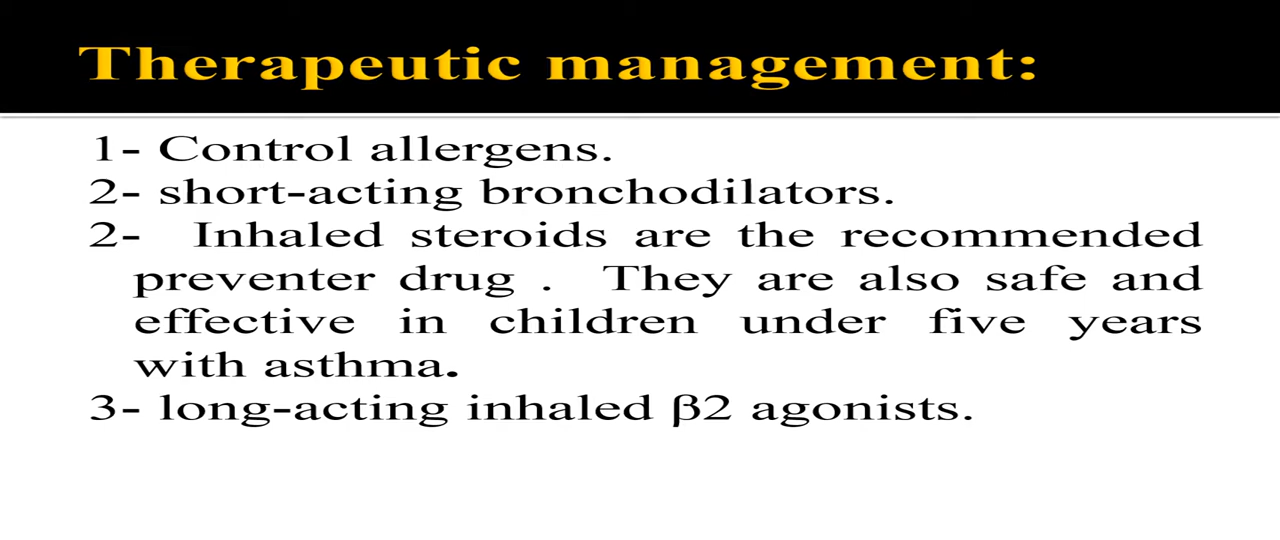 Therapeutic management:
1- Control allergens.
2- short-acting bronchodilators.
2- Inhaled steroids are the recommended
preventer drug . They are also safe and
effective in children under five years
with asthma.
3- long-acting inhaled β2 agonists.